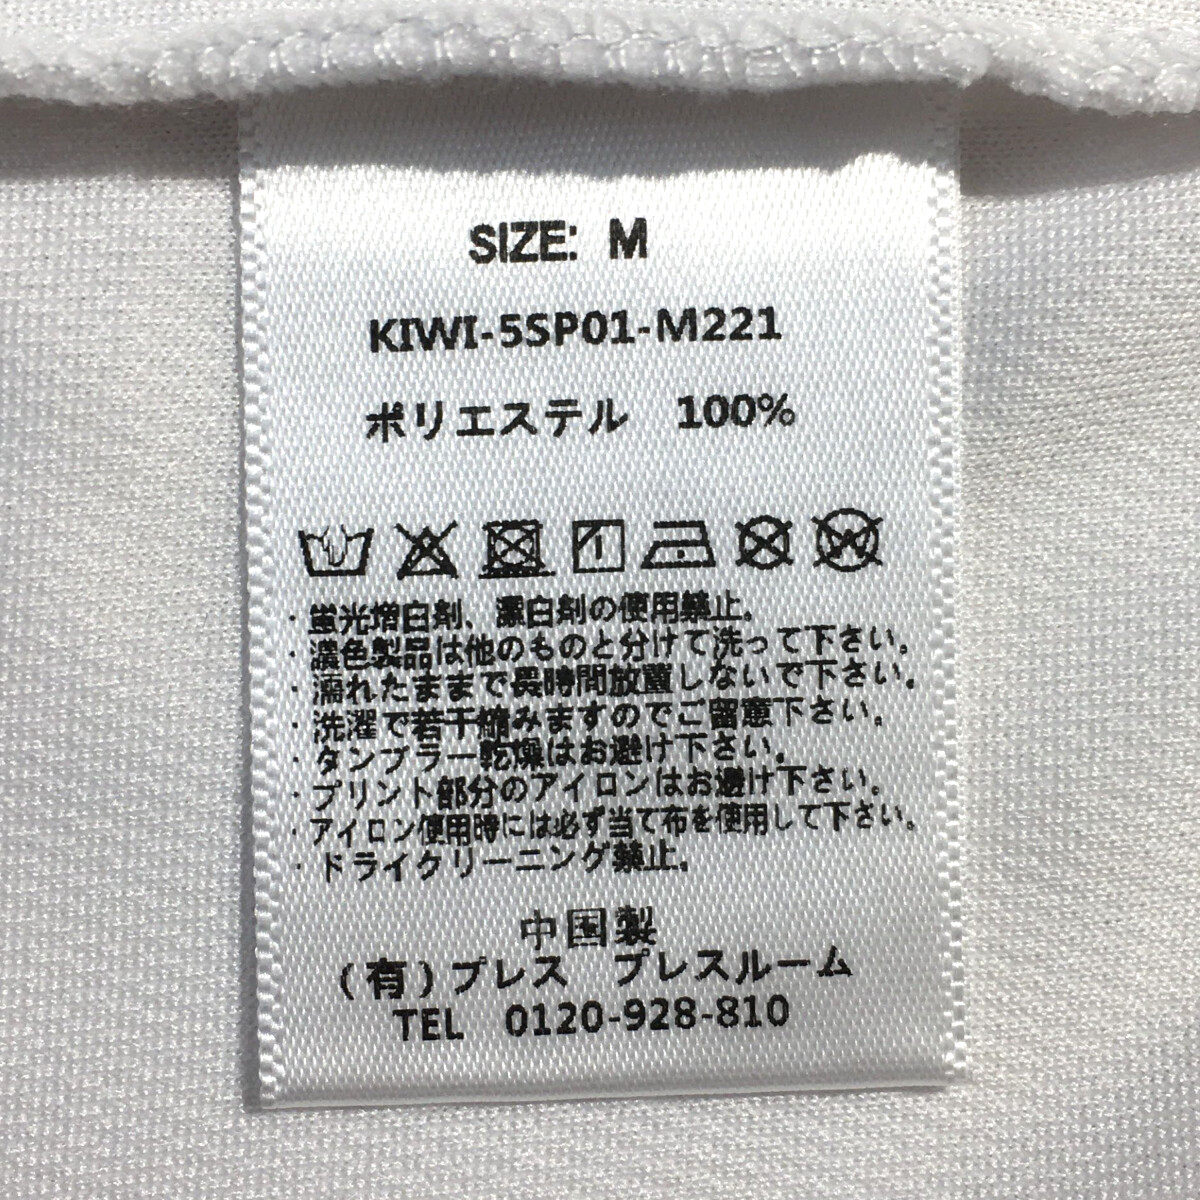 SIZE: M
KIWI-5SP01-M221
ポリエステル 100%
・蛍光増白剤、漂白剤の使用禁止。
・濃色製品は他のものと分けて洗って下さい。
・濡れたままで長時間放置しないで下さい。
・洗濯で若干縮みますのでご留意下さい。
・タンブラー乾燥はお避け下さい。
・プリント部分のアイロンはお避け下さい。
・アイロン使用時には必ず当て布を使用して下さい。
・ドライクリーニング禁止。
中国製
(有)プレス プレスルーム
TEL 0120-928-810